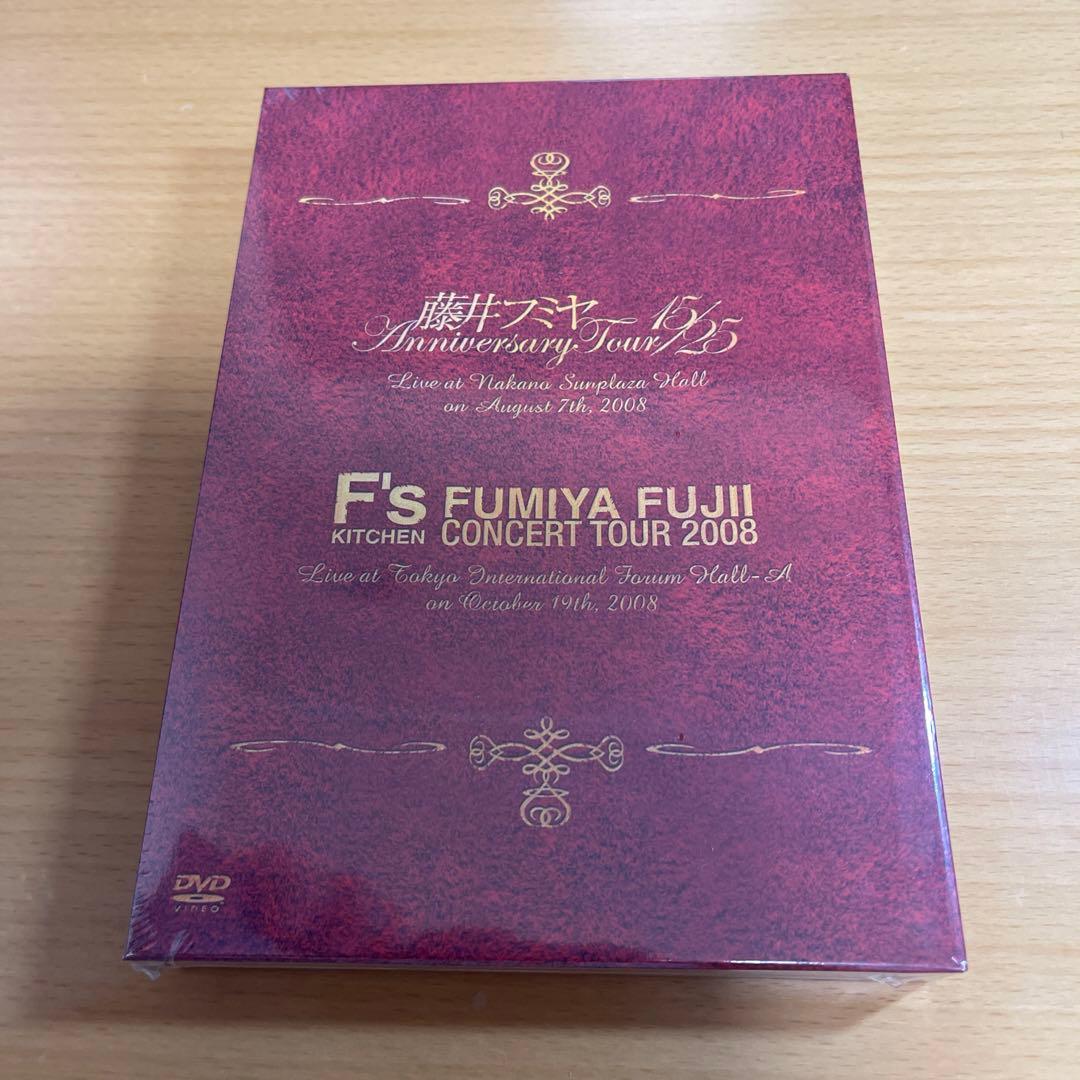 藤井フミヤ
Anniversary Tour 15/25
Live at Nakano Sunplaza Hall
on August 7th, 2008
F's KITCHEN
FUMIYA FUJII
CONCERT TOUR 2008
Live at Tokyo International Forum Hall-A
on October 19th, 2008
DVD
VIDEO